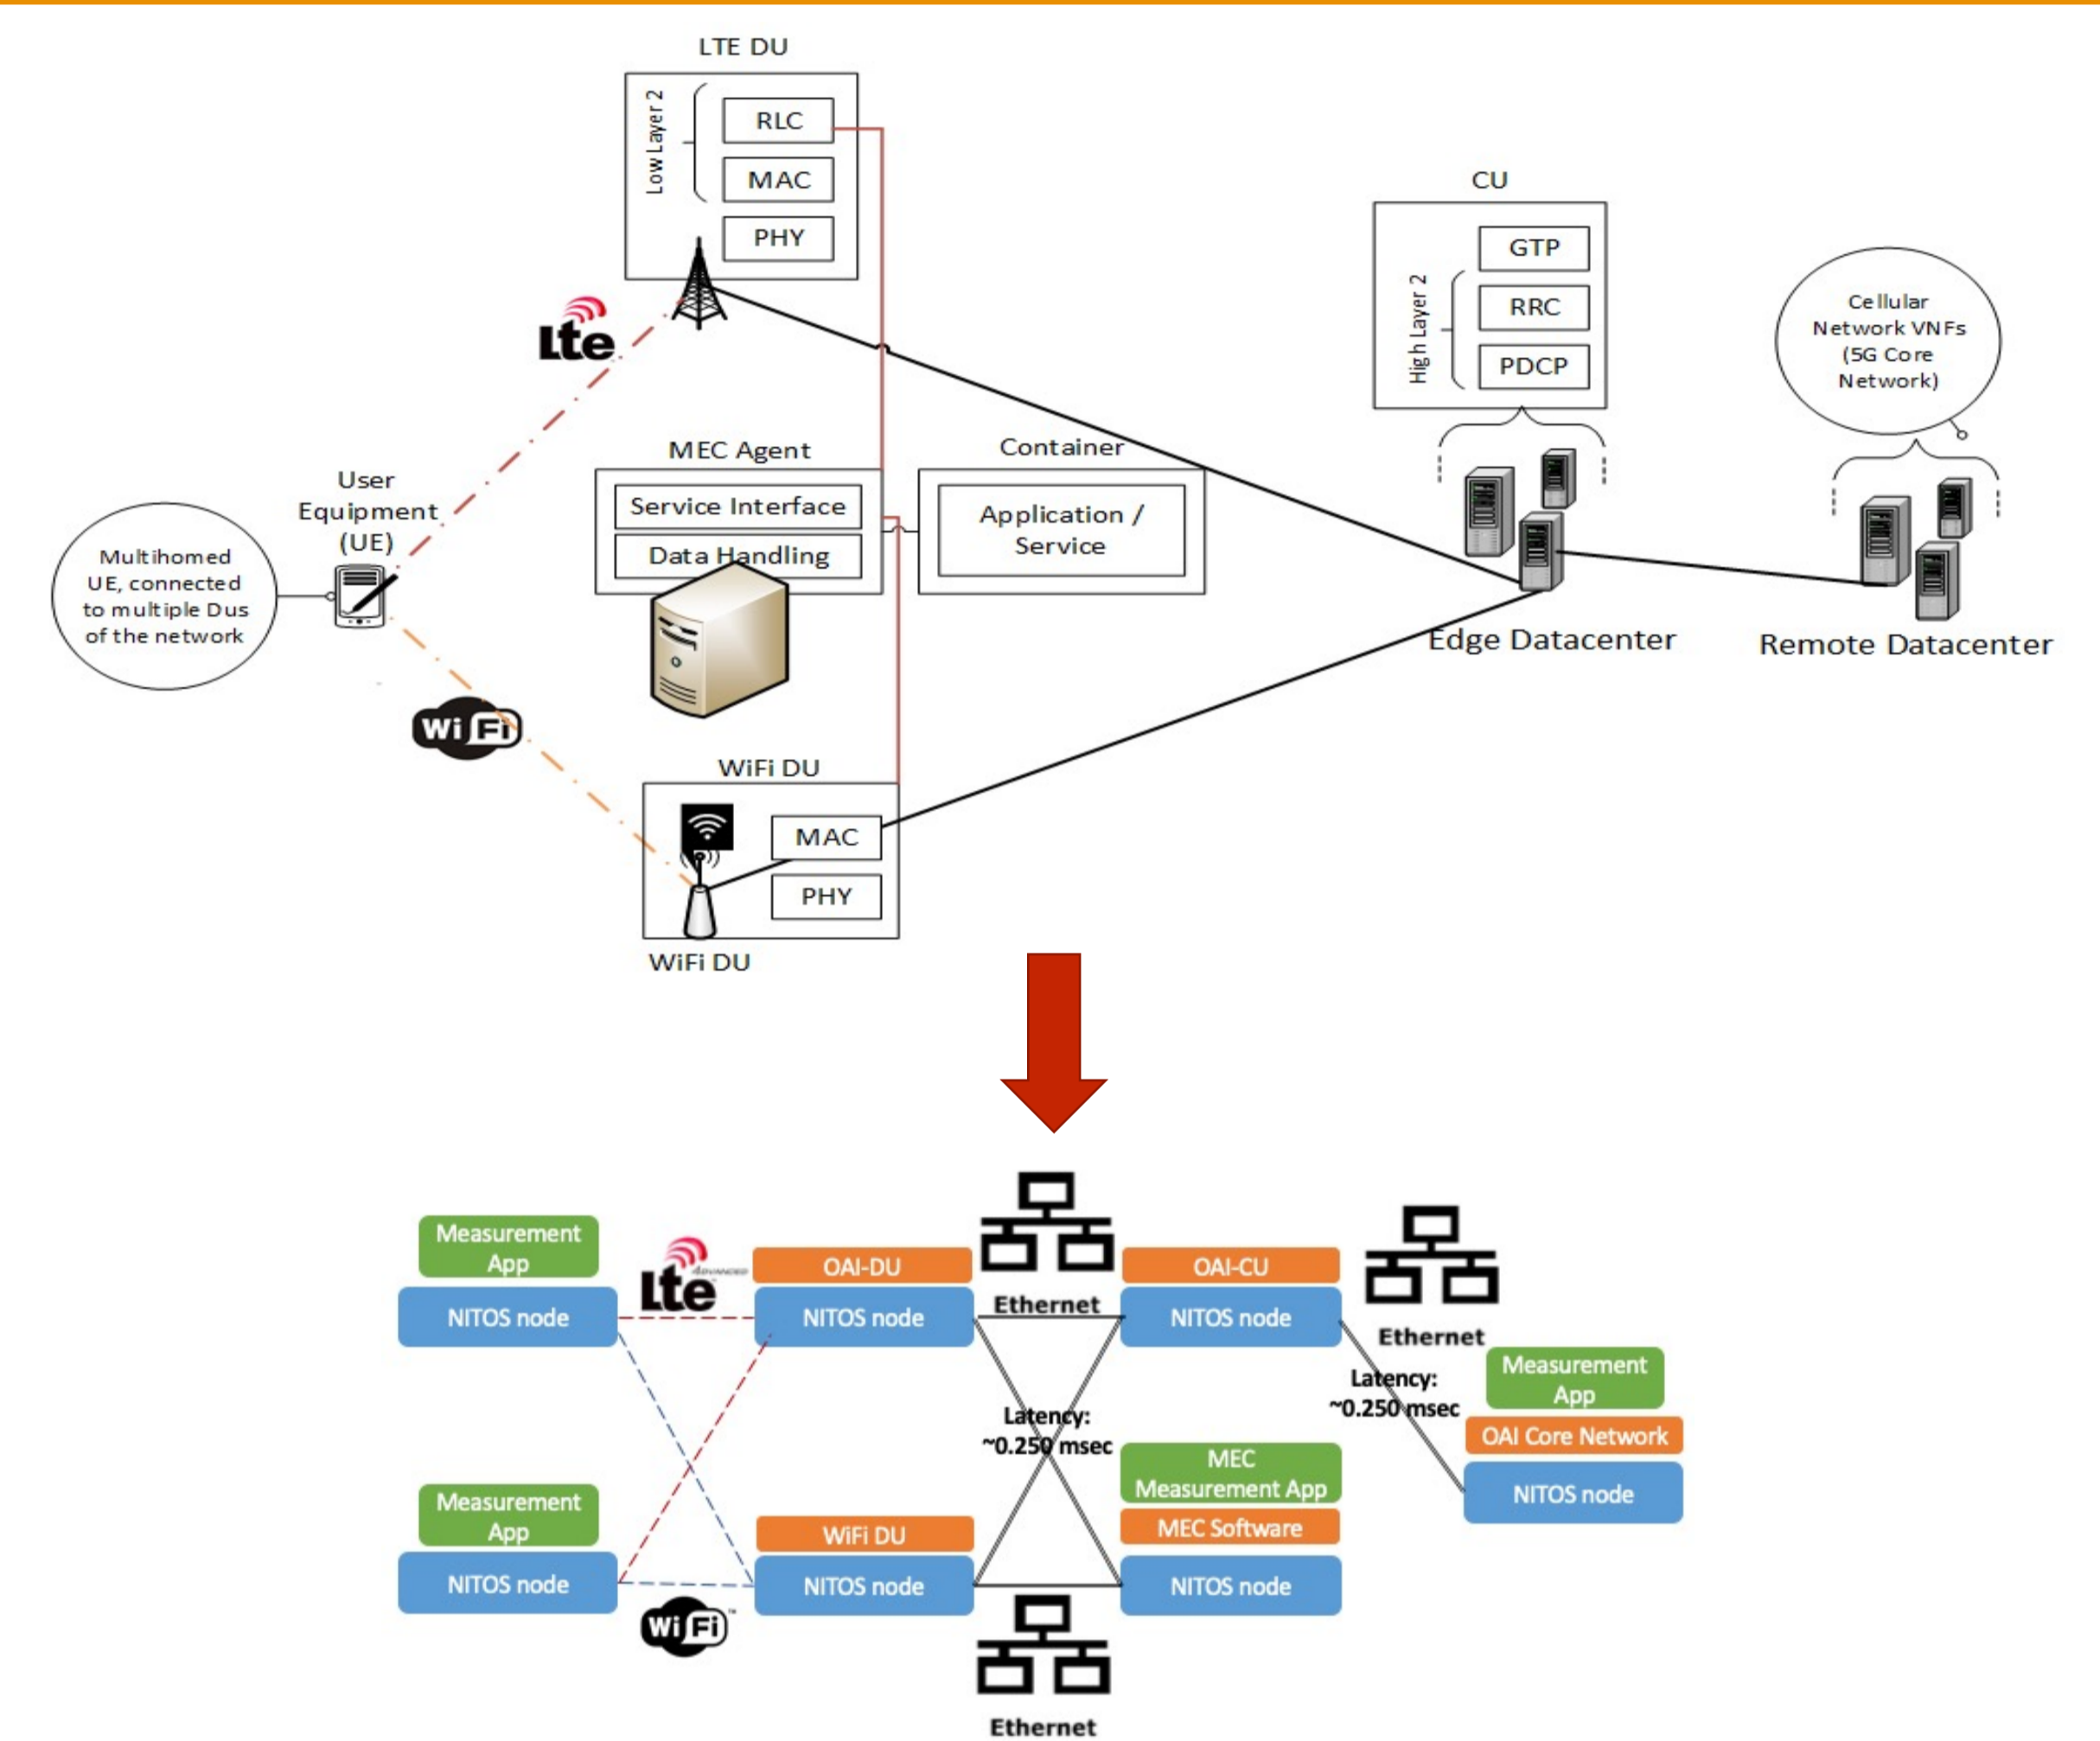 LTE DU
Low Layer 2
RLC
MAC
PHY
Lte
CU
High Layer 2
GTP
RRC
PDCP
Cellular
Network VNFs
(5G Core
Network)
User
Equipment
(UE)
Multihomed
UE, connected
to multiple Dus
of the network
MEC Agent
Service Interface
Data Handling
Container
Application /
Service
Edge Datacenter
Remote Datacenter
Wi Fi
WiFi DU
MAC
PHY
WiFi DU
Measurement
App
NITOS node
Lte
ADVANCED
OAI-DU
NITOS node
Ethernet
OAI-CU
NITOS node
Ethernet
Latency:
~0.250 msec
Latency:
~0.250 msec
Measurement
App
OAI Core Network
NITOS node
Measurement
App
NITOS node
Wi Fi™
WiFi DU
NITOS node
MEC
Measurement App
MEC Software
NITOS node
Ethernet